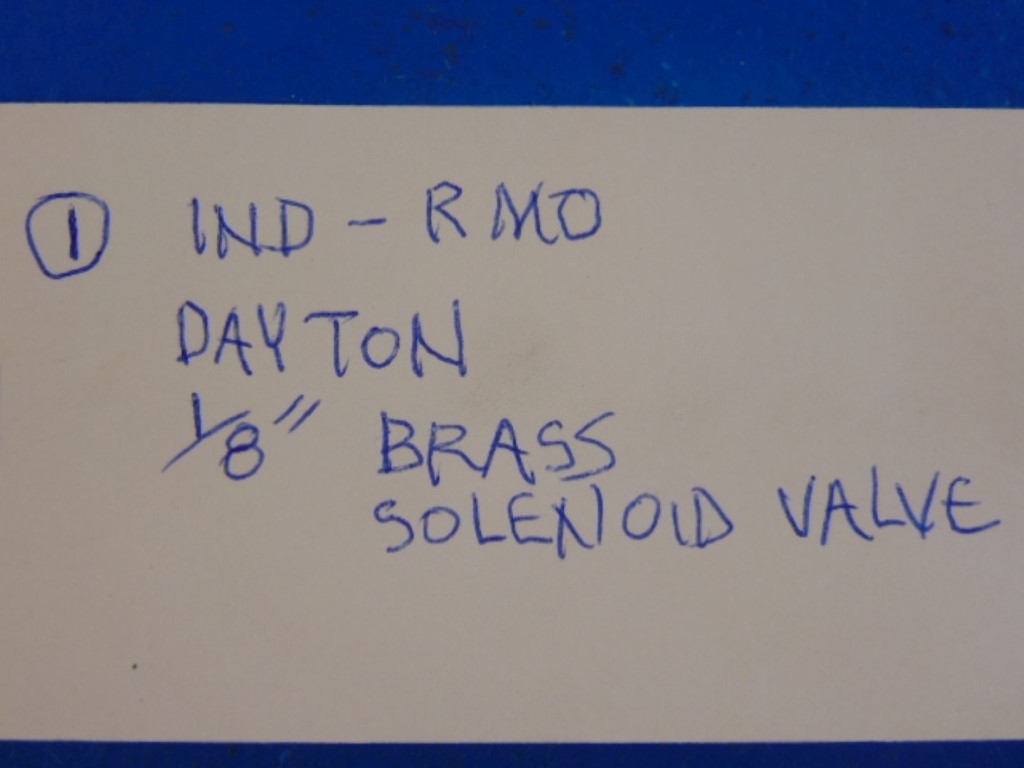 ① IND - RMO
DAYTON
1/8" BRASS
SOLENOID VALVE